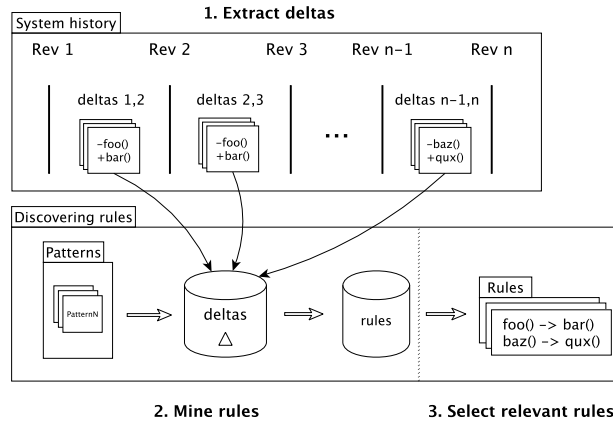 1. Extract deltas
System history
Rev 1 Rev 2 Rev 3 Rev n-1 Rev n
deltas 1,2 deltas 2,3 deltas n-1,n
...
-foo() -foo() -baz()
+bar() +bar() +qux()
Discovering rules
Patterns
PatternN
deltas
△
rules
Rules
foo() -> bar()
baz() -> qux()
2. Mine rules 3. Select relevant rules